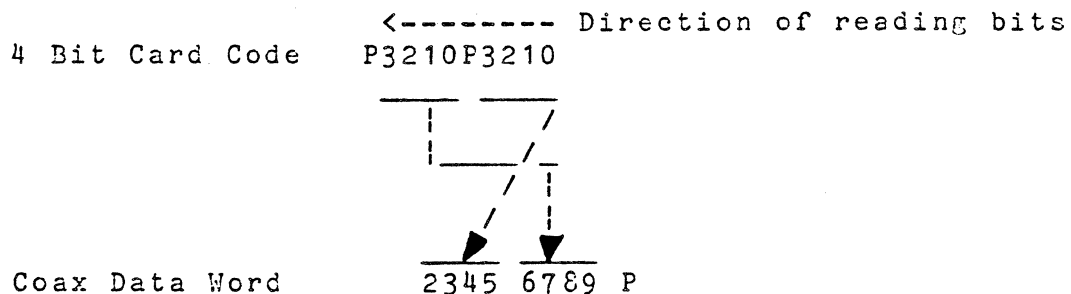 <-------- Direction of reading bits
4 Bit Card Code P3210P3210
Coax Data Word 2345 6789 P